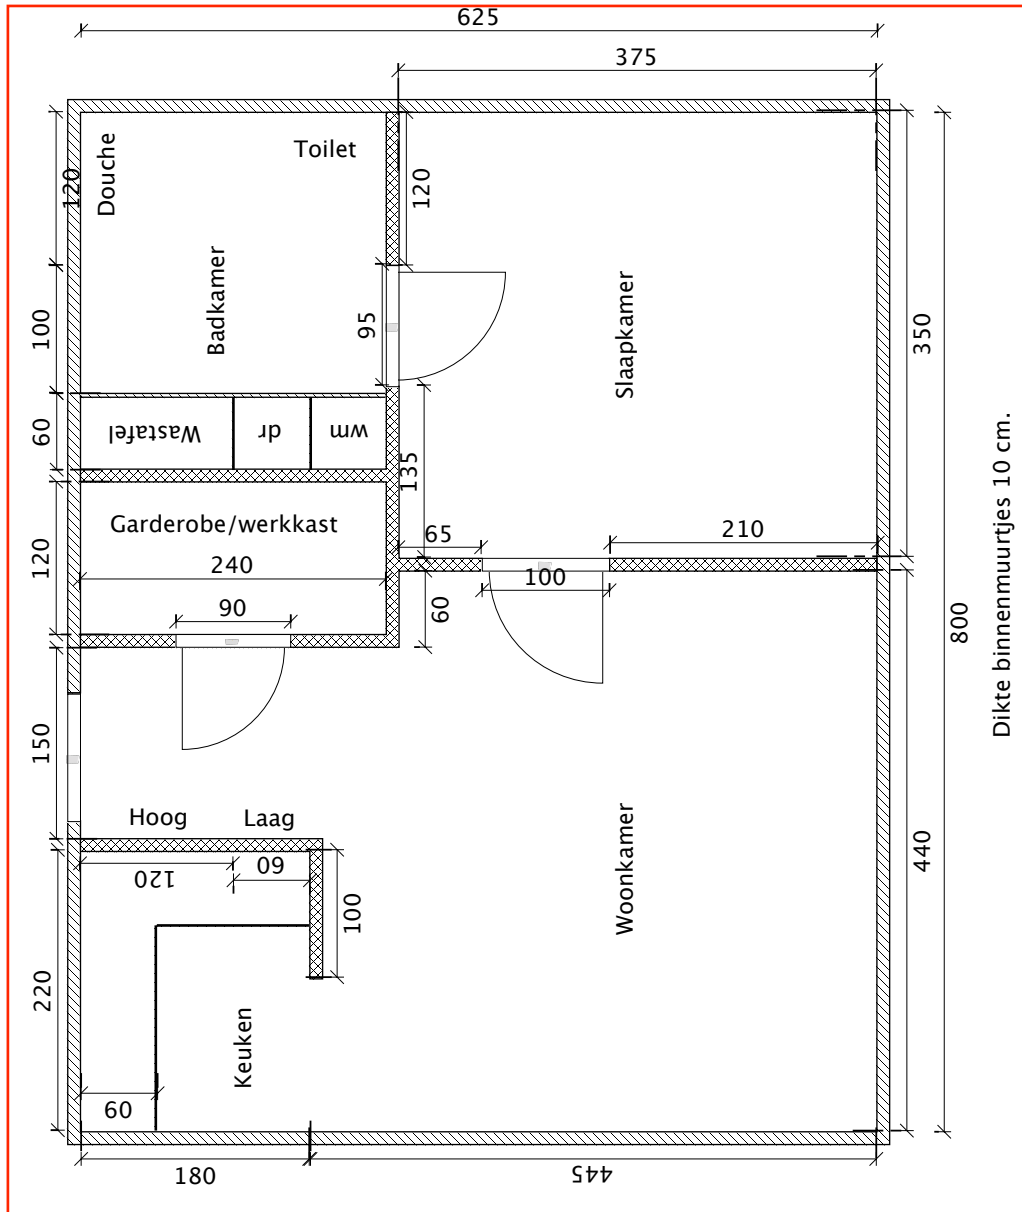 625
375
Douche
Toilet
120
120
Badkamer
Slaapkamer
100
95
350
60
Wastafel
dr
wm
135
Dikte binnenmuurtjes 10 cm.
Garderobe/werkkast
65
210
120
240
100
90
60
800
150
Hoog
Laag
120
60
100
Woonkamer
440
220
Keuken
60
180
445